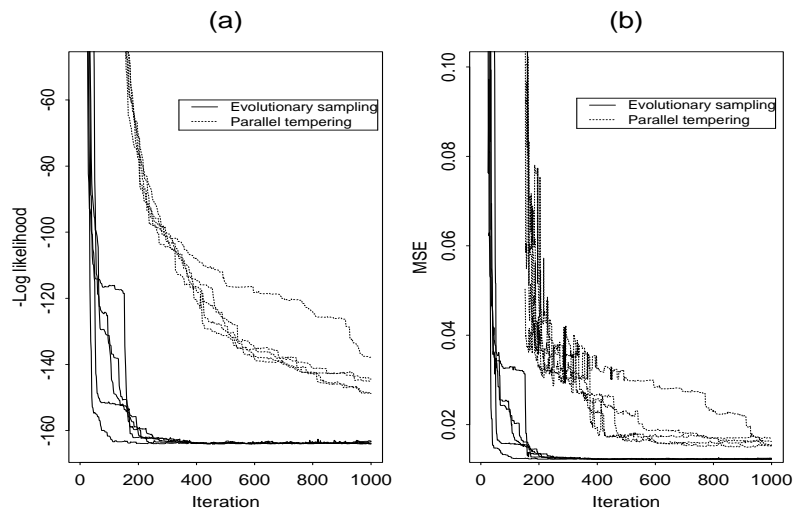 (a)
-Log likelihood
-60
-80
-100
-120
-140
-160
Evolutionary sampling
Parallel tempering
0 200 400 600 800 1000
Iteration
(b)
MSE
0.10
0.08
0.06
0.04
0.02
Evolutionary sampling
Parallel tempering
0 200 400 600 800 1000
Iteration